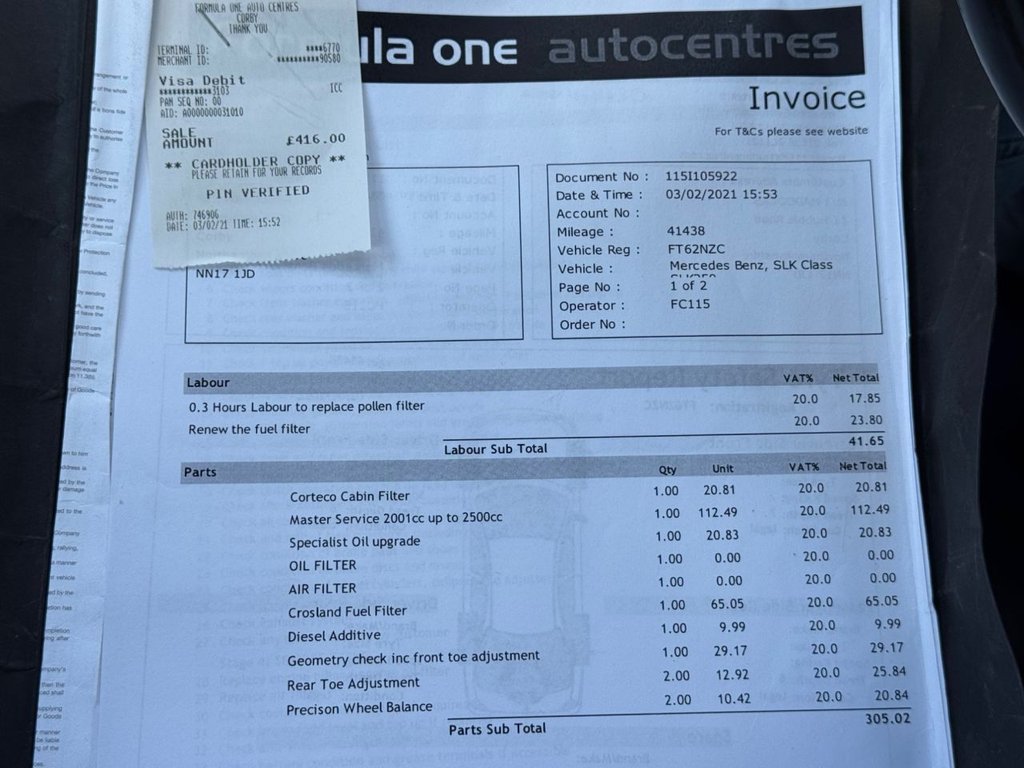 FORMULA ONE AUTO CENTRES
CORBY
THANK YOU
TERMINAL ID: ****6770
MERCHANT ID: **********90580
Visa Debit
************3103 ICC
PAN SEQ NO: 00
AID: A0000000031010
SALE
AMOUNT £416.00
** CARDHOLDER COPY **
PLEASE RETAIN FOR YOUR RECORDS
PIN VERIFIED
AUTH: 746906
DATE: 03/02/21 TIME: 15:52
ula one autocentres
Invoice
For T&Cs please see website
NN17 1JD
Document No : 115I105922
Date & Time : 03/02/2021 15:53
Account No :
Mileage : 41438
Vehicle Reg : FT62NZC
Vehicle : Mercedes Benz, SLK Class
Page No : 1 of 2
Operator : FC115
Order No :
Labour VAT% Net Total
0.3 Hours Labour to replace pollen filter 20.0 17.85
Renew the fuel filter 20.0 23.80
Labour Sub Total 41.65
Parts Qty Unit VAT% Net Total
Corteco Cabin Filter 1.00 20.81 20.0 20.81
Master Service 2001cc up to 2500cc 1.00 112.49 20.0 112.49
Specialist Oil upgrade 1.00 20.83 20.0 20.83
OIL FILTER 1.00 0.00 20.0 0.00
AIR FILTER 1.00 0.00 20.0 0.00
Crosland Fuel Filter 1.00 65.05 20.0 65.05
Diesel Additive 1.00 9.99 20.0 9.99
Geometry check inc front toe adjustment 1.00 29.17 20.0 29.17
Rear Toe Adjustment 2.00 12.92 20.0 25.84
Precison Wheel Balance 2.00 10.42 20.0 20.84
Parts Sub Total 305.02